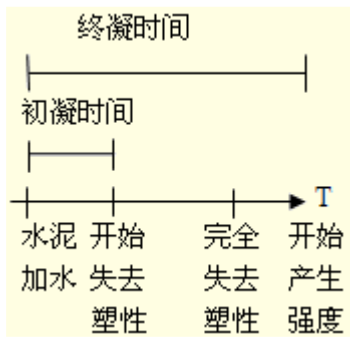 终凝时间
初凝时间
T
水泥 开始 完全 开始
加水 失去 失去 产生
塑性 塑性 强度